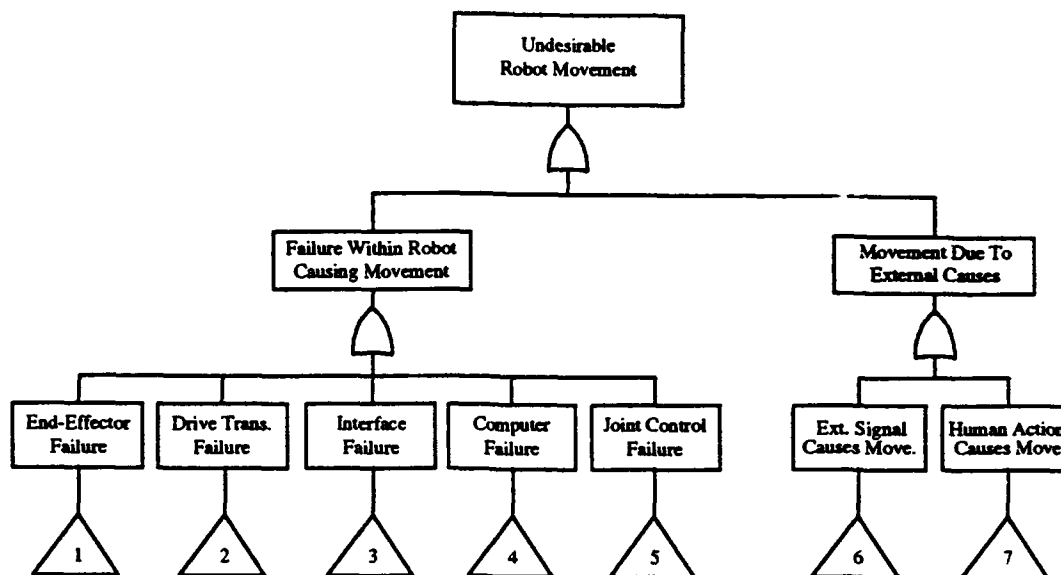 Undesirable
Robot Movement
Failure Within Robot
Causing Movement
Movement Due To
External Causes
End-Effector
Failure
Drive Trans.
Failure
Interface
Failure
Computer
Failure
Joint Control
Failure
Ext. Signal
Causes Move.
Human Action
Causes Move
1
2
3
4
5
6
7